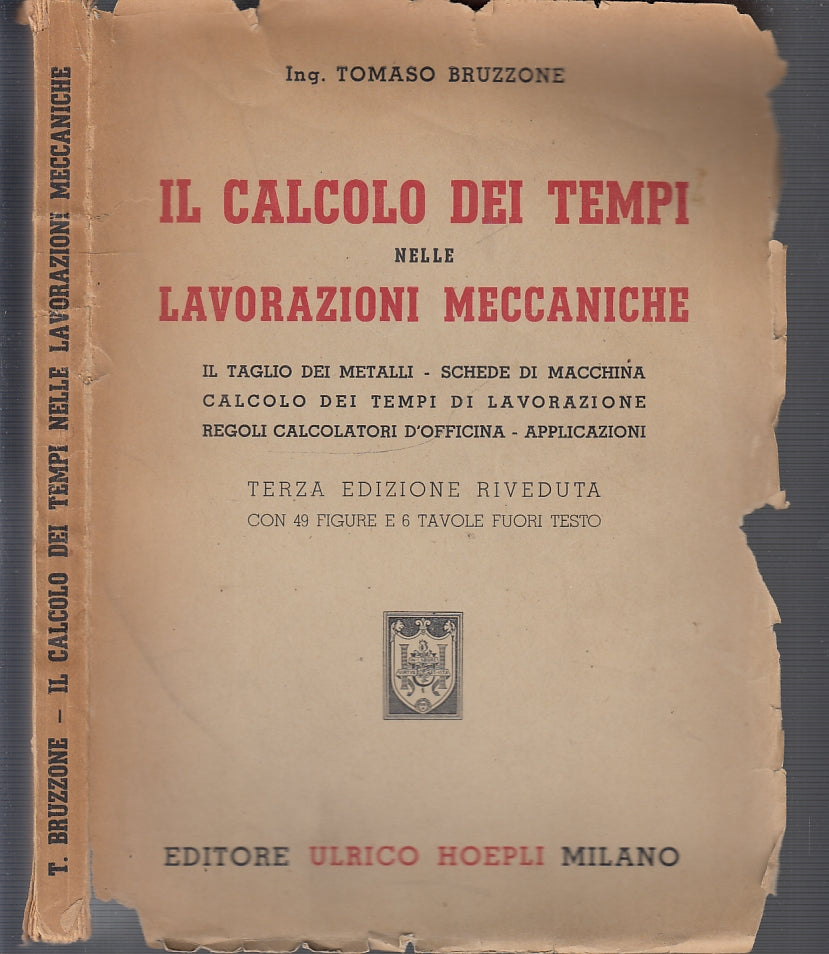 T. BRUZZONE - IL CALCOLO DEI TEMPI NELLE LAVORAZIONI MECCANICHE
Ing. TOMASO BRUZZONE
IL CALCOLO DEI TEMPI
NELLE
LAVORAZIONI MECCANICHE
IL TAGLIO DEI METALLI - SCHEDE DI MACCHINA
CALCOLO DEI TEMPI DI LAVORAZIONE
REGOLI CALCOLATORI D'OFFICINA - APPLICAZIONI
TERZA EDIZIONE RIVEDUTA
CON 49 FIGURE E 6 TAVOLE FUORI TESTO
EDITORE ULRICO HOEPLI MILANO